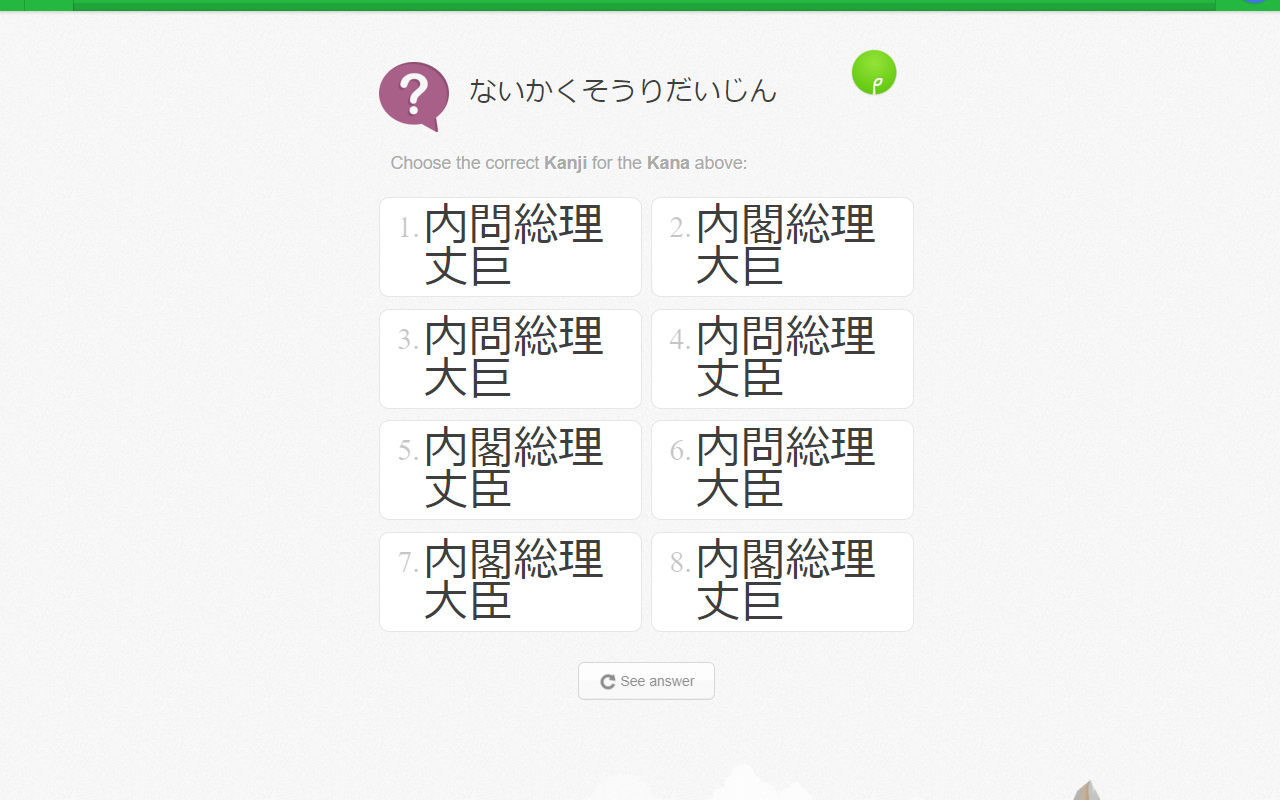 ないかくそうりだいじん
Choose the correct Kanji for the Kana above:
1. 内問総理
丈巨
2. 内閣総理
大巨
3. 内問総理
大巨
4. 内問総理
丈臣
5. 内閣総理
丈臣
6. 内問総理
大臣
7. 内閣総理
大臣
8. 内閣総理
丈巨
See answer